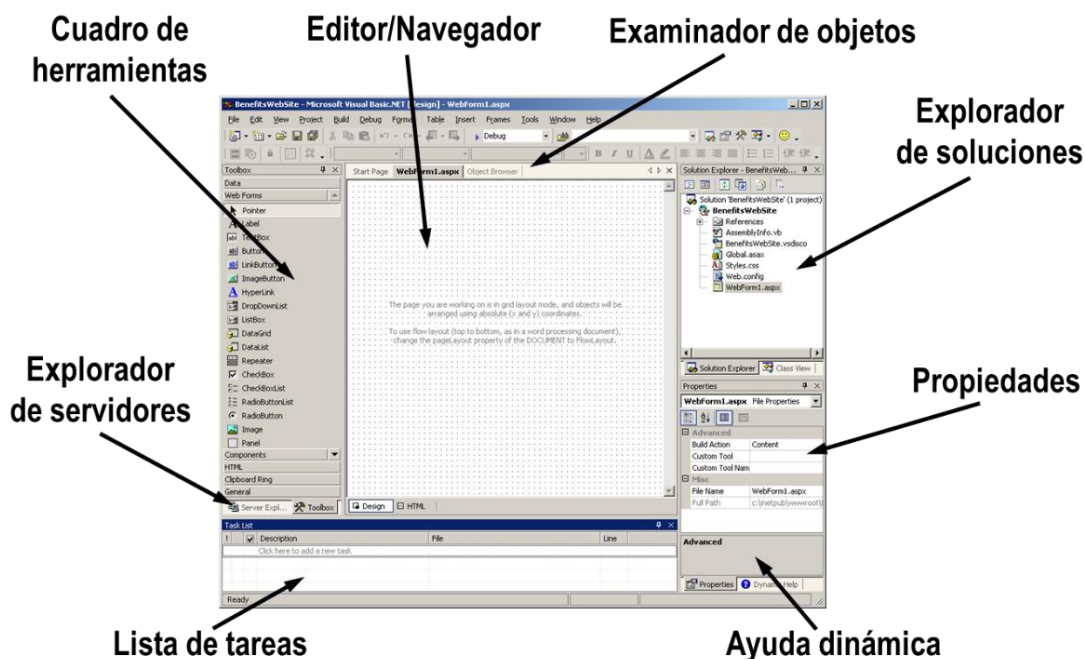 Cuadro de
herramientas
Editor/Navegador
Examinador de objetos
Explorador
de soluciones
Explorador
de servidores
Propiedades
Lista de tareas
Ayuda dinámica
BenefitsWebSite - Microsoft Visual Basic.NET [design] - WebForm1.aspx
File Edit View Project Build Debug Format Table Insert Frames Tools Window Help
Debug
B I U A
Toolbox
Data
Web Forms
Pointer
Label
TextBox
Button
LinkButton
ImageButton
HyperLink
DropDownList
ListBox
DataGrid
DataList
Repeater
CheckBox
CheckBoxList
RadioButtonList
RadioButton
Image
Panel
Components
HTML
Clipboard Ring
General
Server Expl... Toolbox
Start Page WebForm1.aspx Object Browser
The page you are working on is in grid layout mode, and objects will be
arranged using absolute (x and y) coordinates.
To use flow layout (top to bottom, as in a word processing document),
change the pageLayout property of the DOCUMENT to FlowLayout.
Design HTML
Solution Explorer - BenefitsWeb...
Solution 'BenefitsWebSite' (1 project)
BenefitsWebSite
References
AssemblyInfo.vb
BenefitsWebSite.vsdisco
Global.asax
Styles.css
Web.config
WebForm1.aspx
Solution Explorer Class View
Properties
WebForm1.aspx File Properties
Advanced
Build Action Content
Custom Tool
Custom Tool Nam
Misc
File Name WebForm1.aspx
Full Path c:\inetpub\wwwroot\
Advanced
Properties Dynamic Help
Task List
! Description File Line
Click here to add a new task
Ready